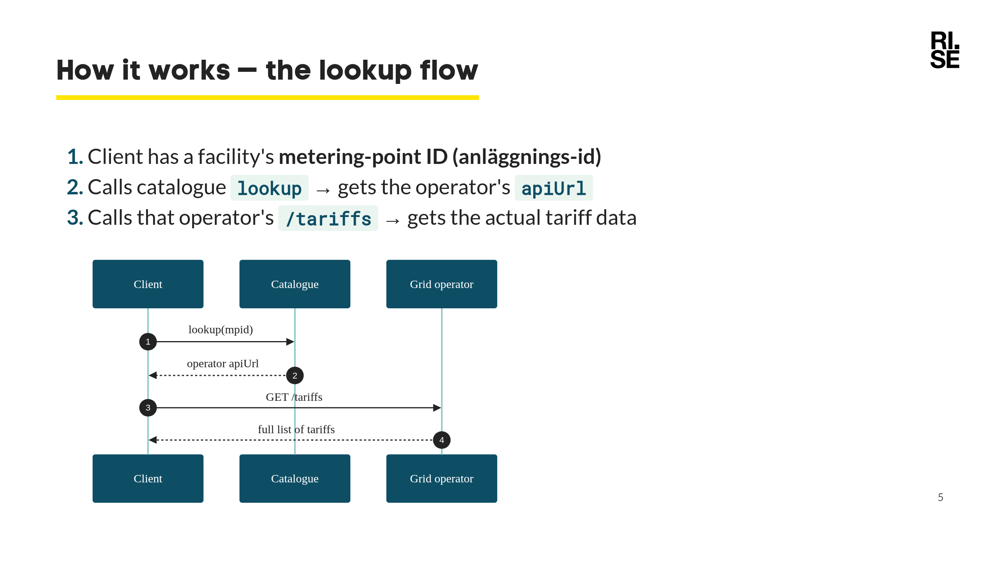 RI.
SE
How it works — the lookup flow
1. Client has a facility's metering-point ID (anläggnings-id)
2. Calls catalogue lookup → gets the operator's apiUrl
3. Calls that operator's /tariffs → gets the actual tariff data
Client
Catalogue
Grid operator
lookup(mpid)
1
operator apiUrl
2
GET /tariffs
3
full list of tariffs
4
Client
Catalogue
Grid operator
5